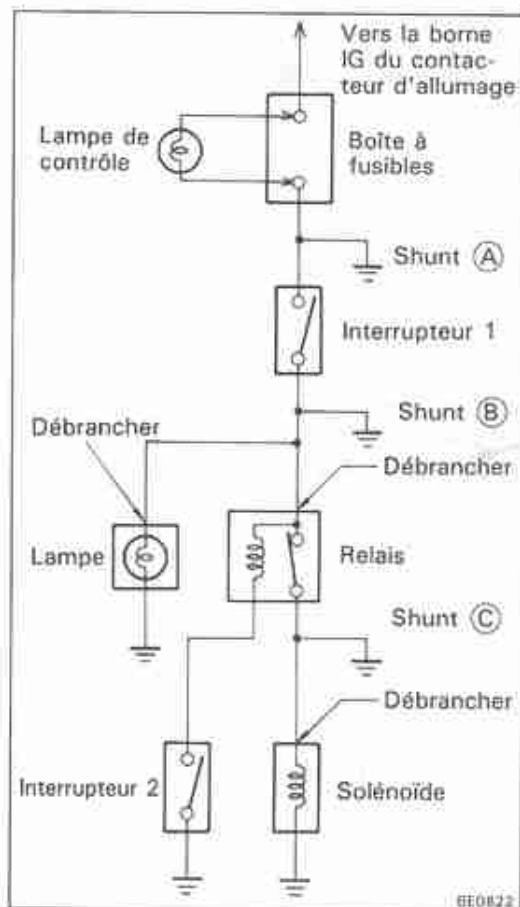 Vers la borne
IG du contac-
teur d'allumage
Lampe de
contrôle
Boîte à
fusibles
Shunt Ⓐ
Interrupteur 1
Shunt Ⓑ
Débrancher
Débrancher
Lampe
Relais
Shunt Ⓒ
Débrancher
Interrupteur 2
Solénoïde
BE0822